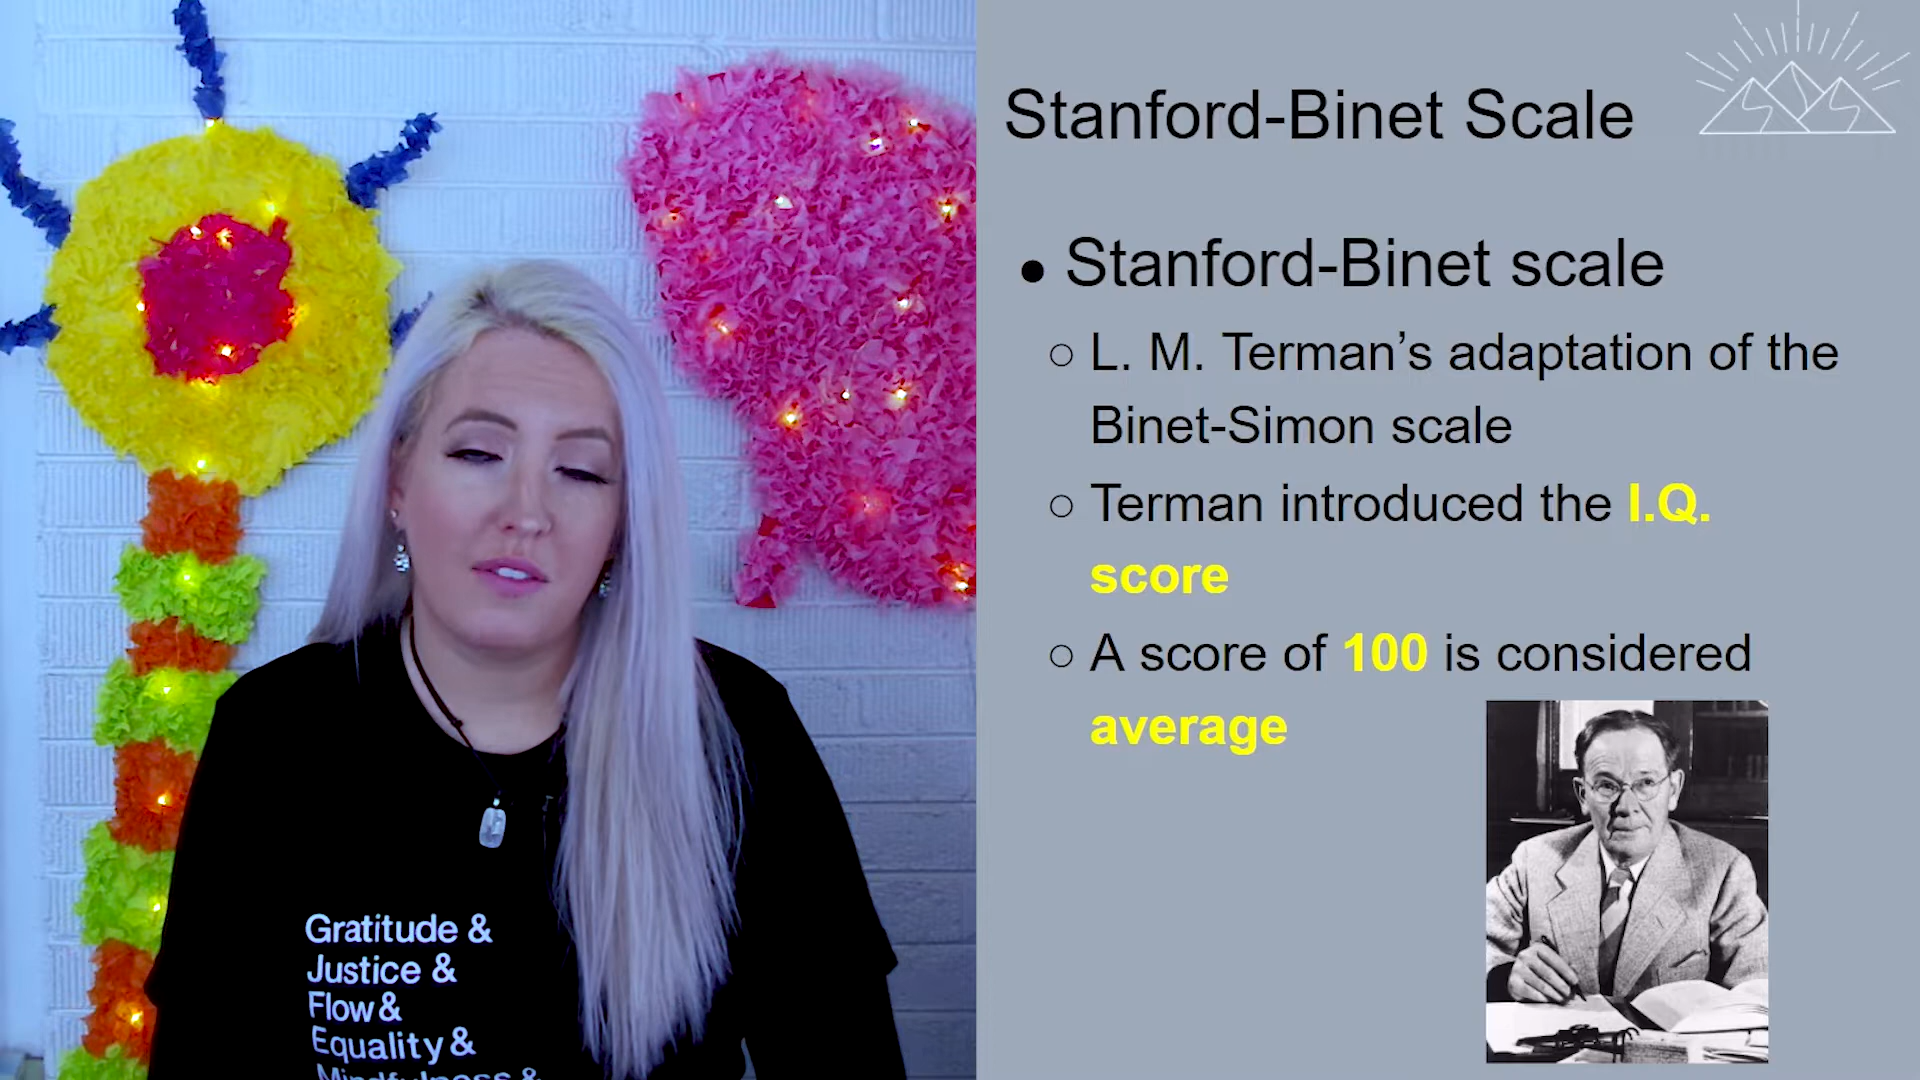 Stanford-Binet Scale
● Stanford-Binet scale
○ L. M. Terman’s adaptation of the
Binet-Simon scale
○ Terman introduced the I.Q.
score
○ A score of 100 is considered
average
Gratitude &
Justice &
Flow &
Equality &
Mindfulness &